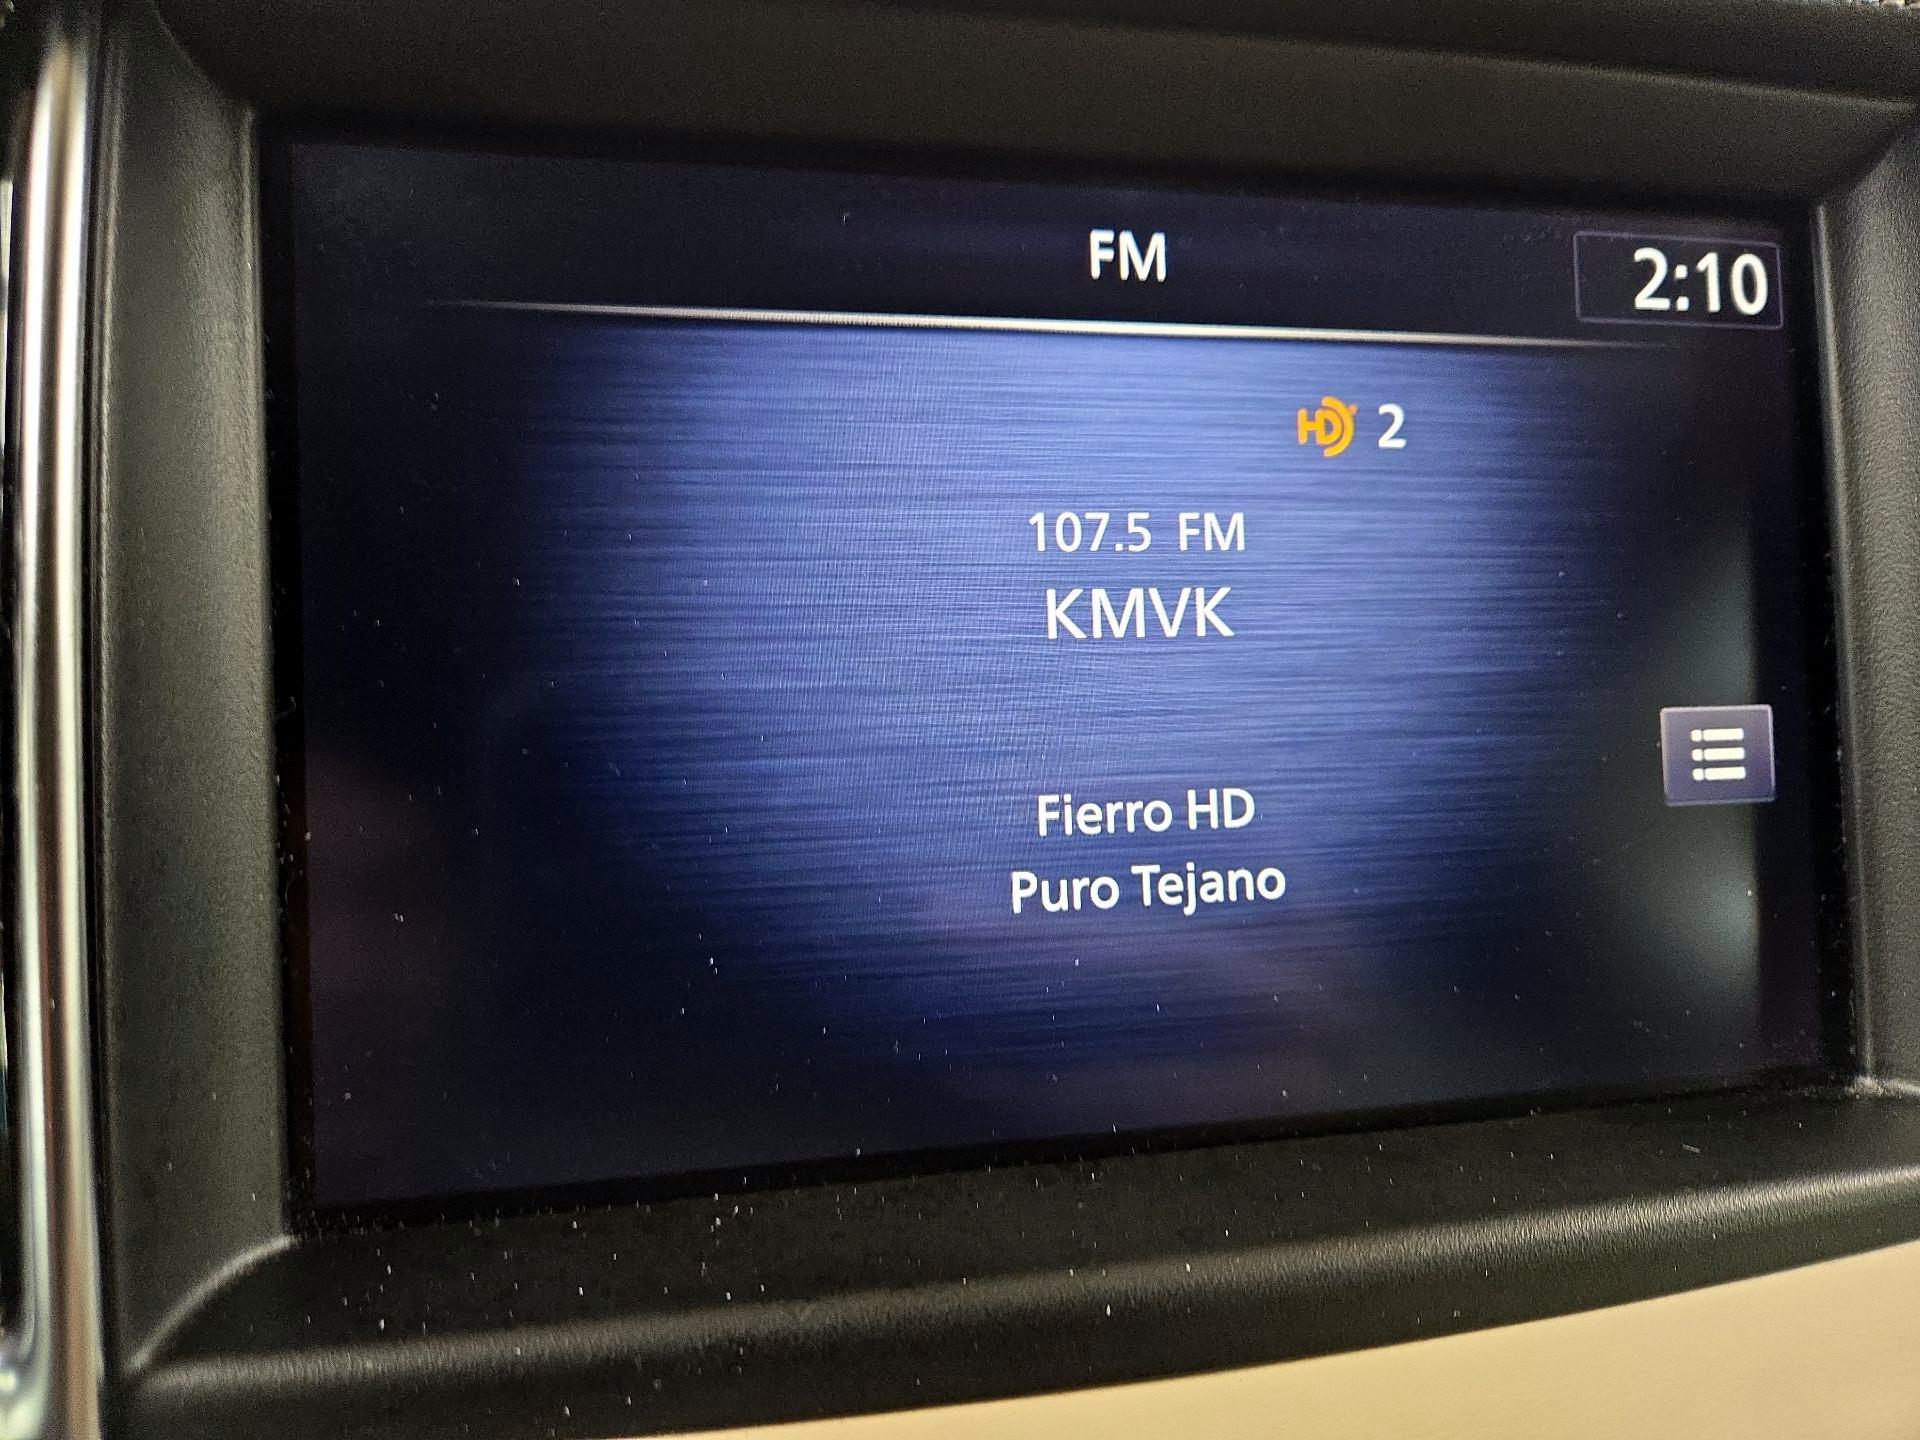 FM
2:10
HD 2
107.5 FM
KMVK
Fierro HD
Puro Tejano